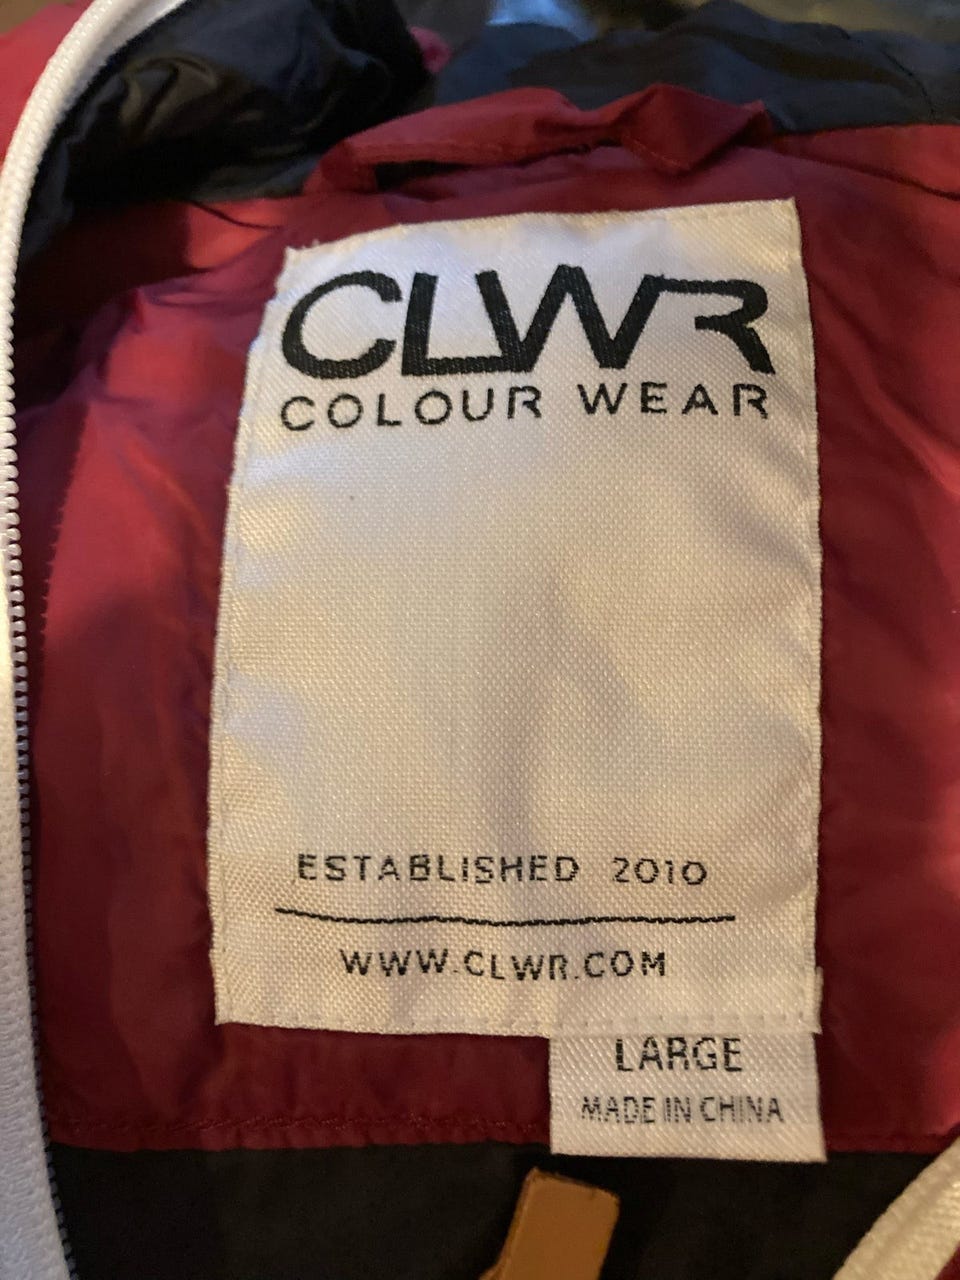 CLWR
COLOUR WEAR
ESTABLISHED 2010
WWW.CLWR.COM
LARGE
MADE IN CHINA